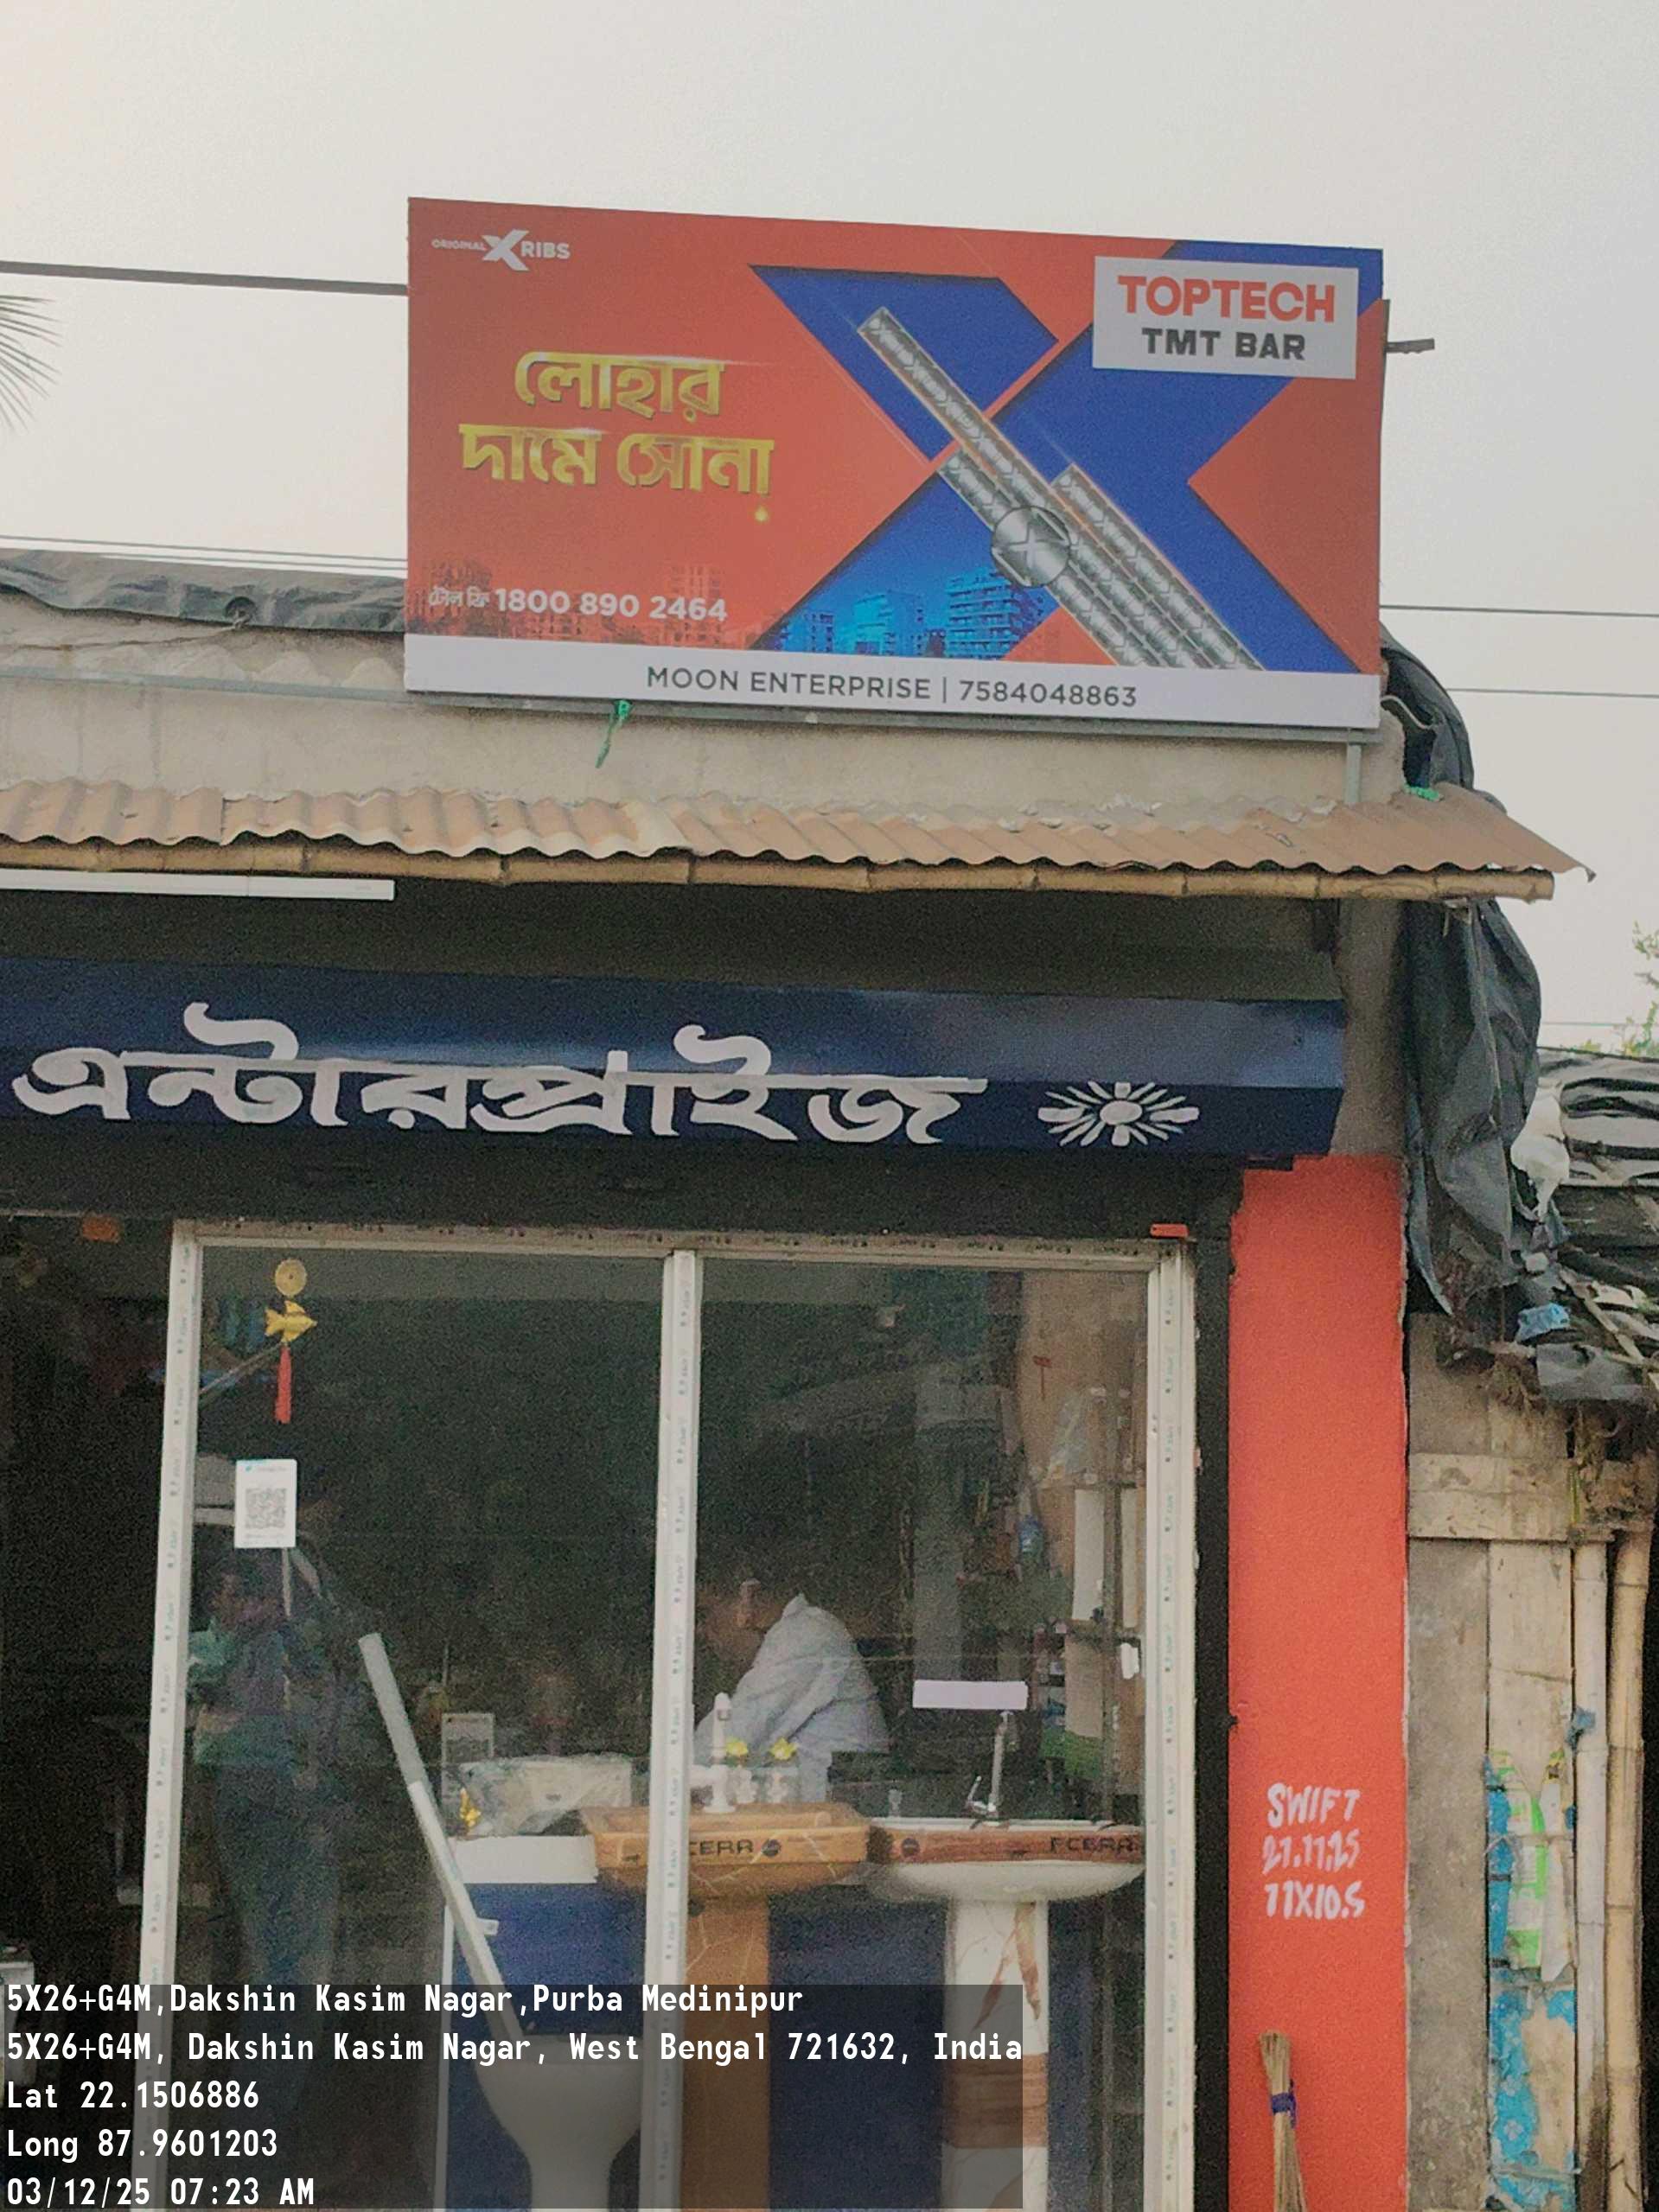 ORIGINAL X RIBS
TOPTECH
TMT BAR
লোহার
দামে সোনা
টোল ফ্রি 1800 890 2464
MOON ENTERPRISE | 7584048863
এন্টারপ্রাইজ
CERA
CERA
SWIFT
27.11.25
11X10.5
5X26+G4M,Dakshin Kasim Nagar,Purba Medinipur
5X26+G4M, Dakshin Kasim Nagar, West Bengal 721632, India
Lat 22.1506886
Long 87.9601203
03/12/25 07:23 AM